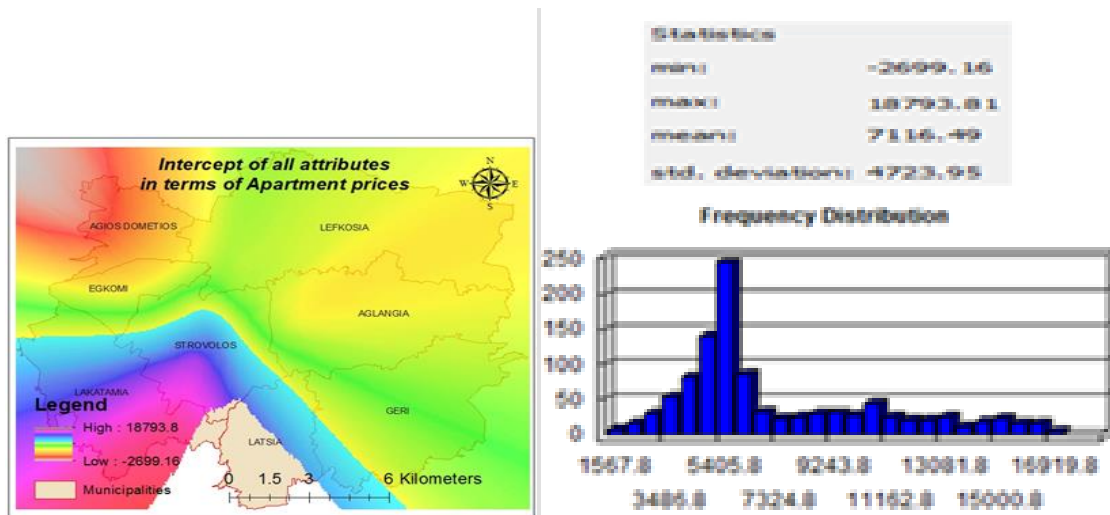 Intercept of all attributes
in terms of Apartment prices
N
W E
S
AGIOS DOMETIOS
LEFKOSIA
EGKOMI
AGLANGIA
STROVOLOS
LAKATAMIA
GERI
LATSIA
Legend
High : 18793.8
Low : -2699.16
Municipalities
0 1.5 3 6 Kilometers
Statistics
min: -2699.16
max: 18793.81
mean: 7116.49
std. deviation: 4723.95
Frequency Distribution
250
200
150
100
50
0
1567.8 5405.8 9243.8 13081.8 16919.8
3486.8 7324.8 11162.8 15000.8